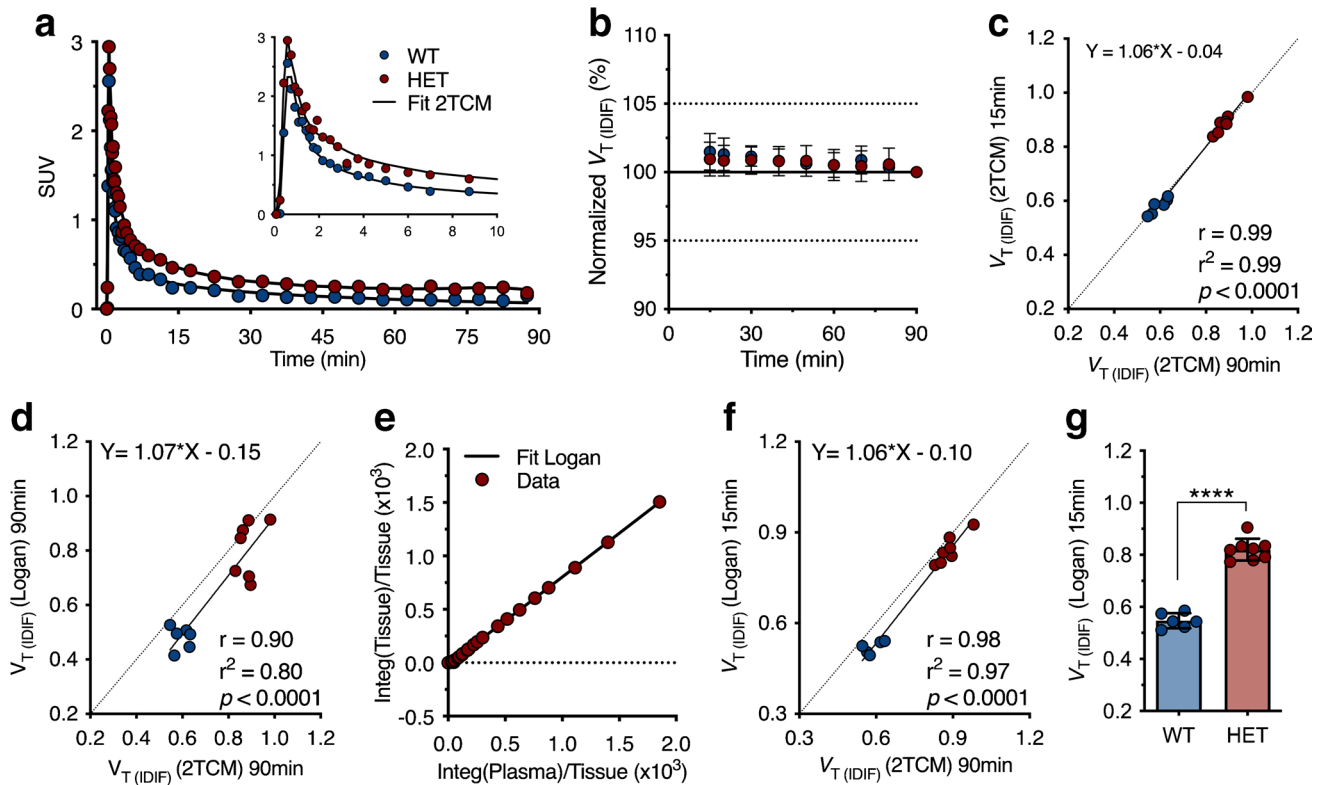 a
SUV
3
2
1
0
0
15
30
45
60
75
90
Time (min)
3
2
1
0
0
2
4
6
8
10
WT
HET
Fit 2TCM
b
Normalized VT (IDIF) (%)
110
105
100
95
90
0
30
60
90
Time (min)
c
VT (IDIF) (2TCM) 15min
1.2
1.0
0.8
0.6
0.4
0.2
Y = 1.06*X - 0.04
r = 0.99
r2 = 0.99
p < 0.0001
0.2
0.4
0.6
0.8
1.0
1.2
VT (IDIF) (2TCM) 90min
d
VT (IDIF) (Logan) 90min
1.2
1.0
0.8
0.6
0.4
0.2
Y= 1.07*X - 0.15
r = 0.90
r2 = 0.80
p < 0.0001
0.2
0.4
0.6
0.8
1.0
1.2
VT (IDIF) (2TCM) 90min
e
Integ(Tissue)/Tissue (x103)
2.0
1.5
1.0
0.5
0.0
-0.5
Fit Logan
Data
0.0
0.5
1.0
1.5
2.0
Integ(Plasma)/Tissue (x103)
f
VT (IDIF) (Logan) 15min
1.2
0.9
0.6
0.3
Y= 1.06*X - 0.10
r = 0.98
r2 = 0.97
p < 0.0001
0.3
0.6
0.9
1.2
VT (IDIF) (2TCM) 90min
g
VT (IDIF) (Logan) 15min
1.2
1.0
0.8
0.6
0.4
0.2
****
WT
HET